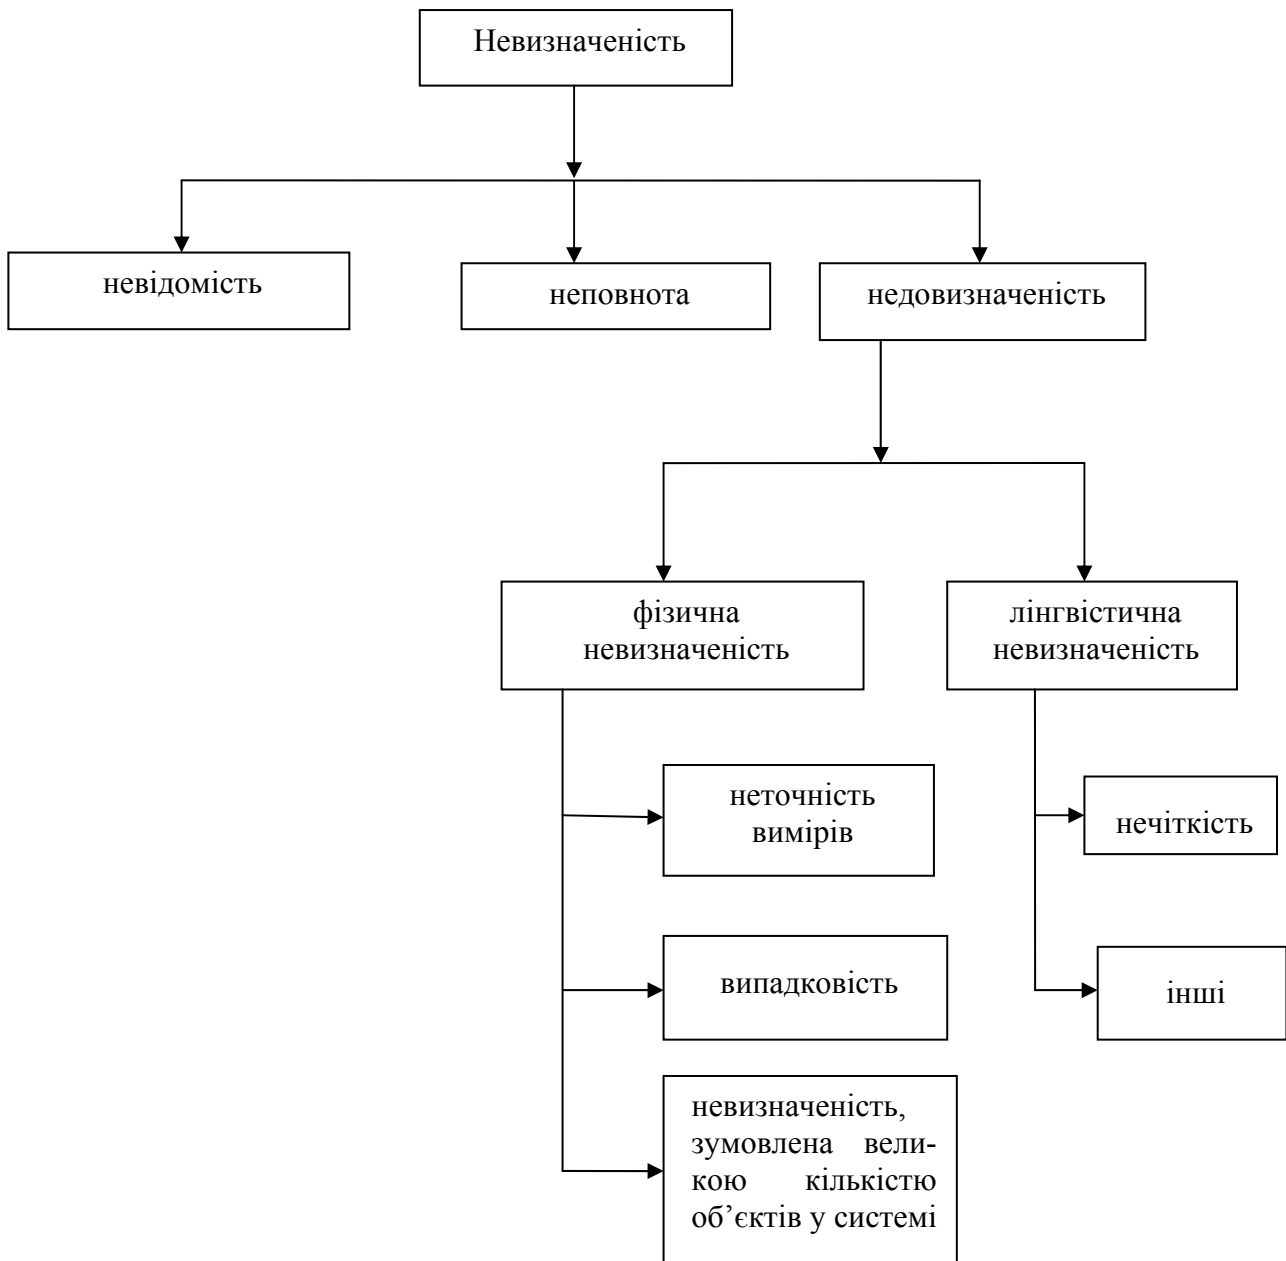 Невизначеність
невідомість
неповнота
недовизначеність
фізична
невизначеність
лінгвістична
невизначеність
неточність
вимірів
нечіткість
випадковість
інші
невизначеність,
зумовлена вели-
кою кількістю
об’єктів у системі